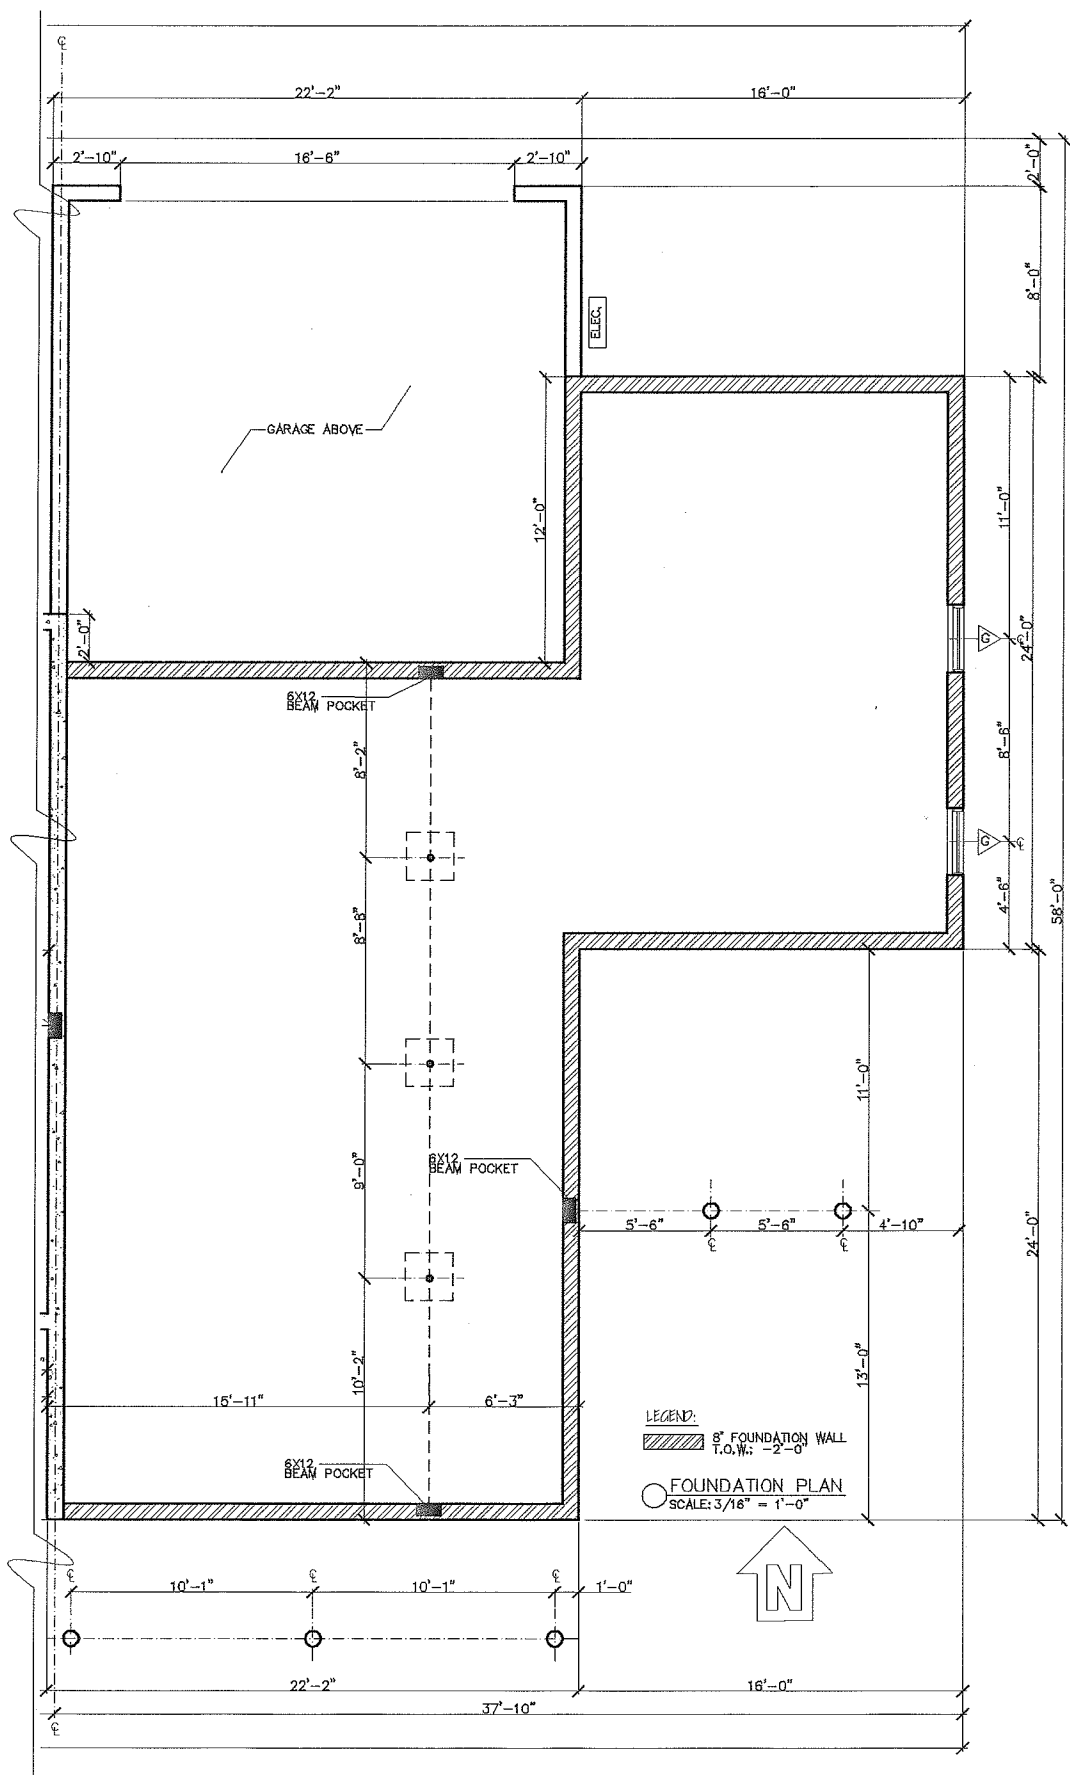 ℄
22'-2"
16'-0"
2'-10"
16'-6"
2'-10"
2'-0"
8'-0"
ELEC.
GARAGE ABOVE
12'-0"
11'-0"
2'-0"
G
℄
24'-0"
6X12
BEAM POCKET
8'-2"
8'-6"
G
℄
4'-6"
58'-0"
11'-0"
9'-0"
6X12
BEAM POCKET
5'-6"
5'-6"
4'-10"
℄
℄
24'-0"
10'-2"
13'-0"
15'-11"
6'-3"
LEGEND:
8" FOUNDATION WALL
T.O.W.: -2'-0"
6X12
BEAM POCKET
FOUNDATION PLAN
SCALE: 3/16" = 1'-0"
N
℄
℄
℄
10'-1"
10'-1"
1'-0"
22'-2"
16'-0"
37'-10"
℄